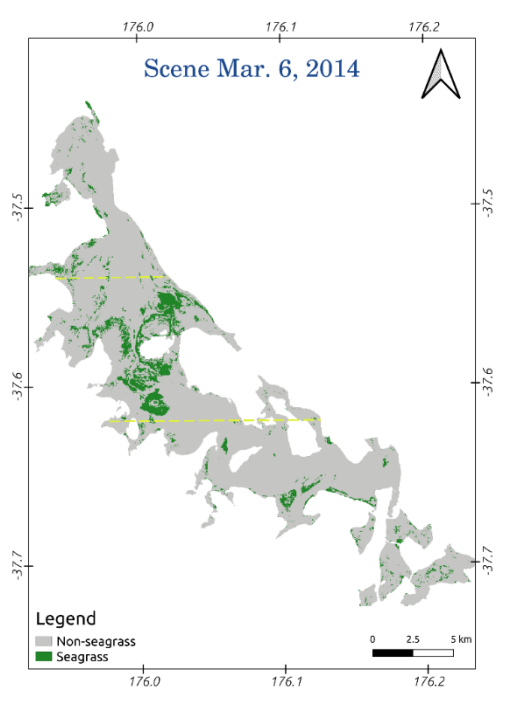 176.0 176.1 176.2
Scene Mar. 6, 2014
-37.5 -37.5
-37.6 -37.6
-37.7 -37.7
Legend
Non-seagrass
Seagrass
0 2.5 5 km
176.0 176.1 176.2